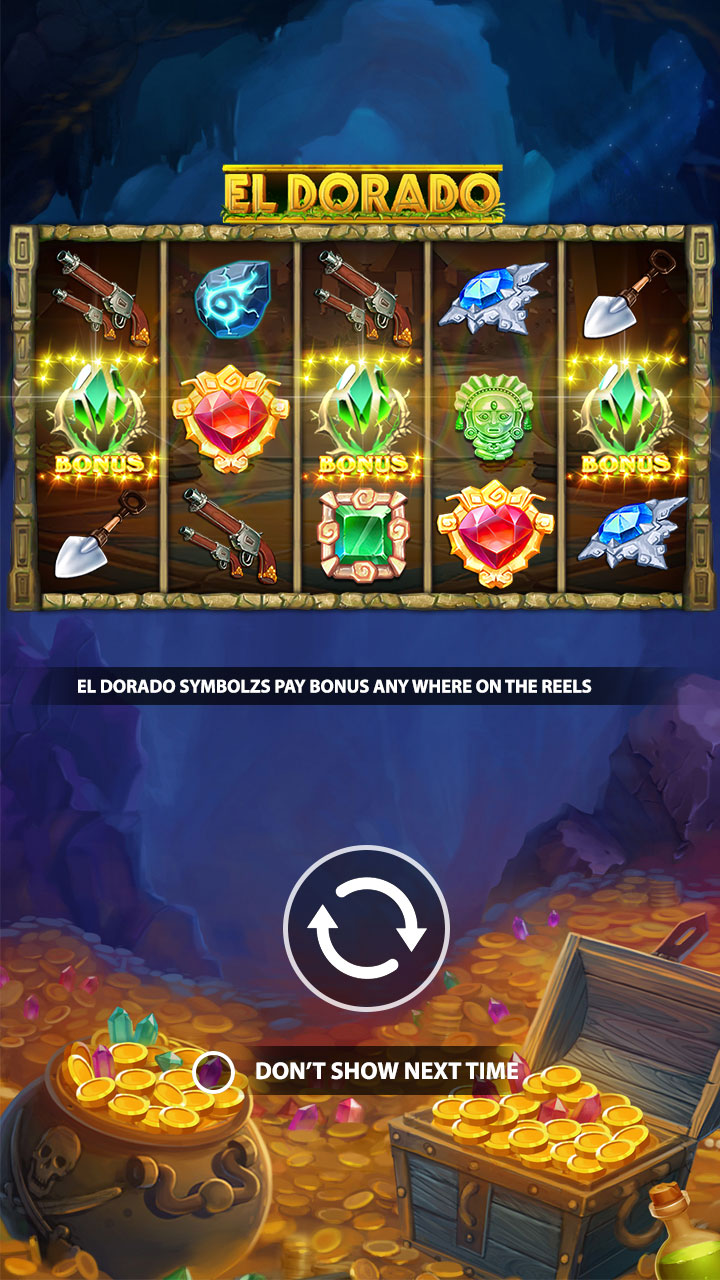 EL DORADO
BONUS BONUS BONUS
EL DORADO SYMBOLZS PAY BONUS ANY WHERE ON THE REELS
DON'T SHOW NEXT TIME